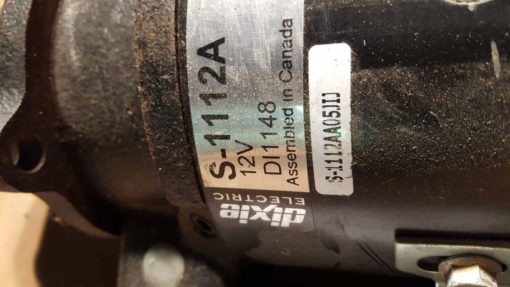 S-1112A
12V
DI1148
Assembled in Canada
dixie
ELECTRIC
S-1112AA05JIJ